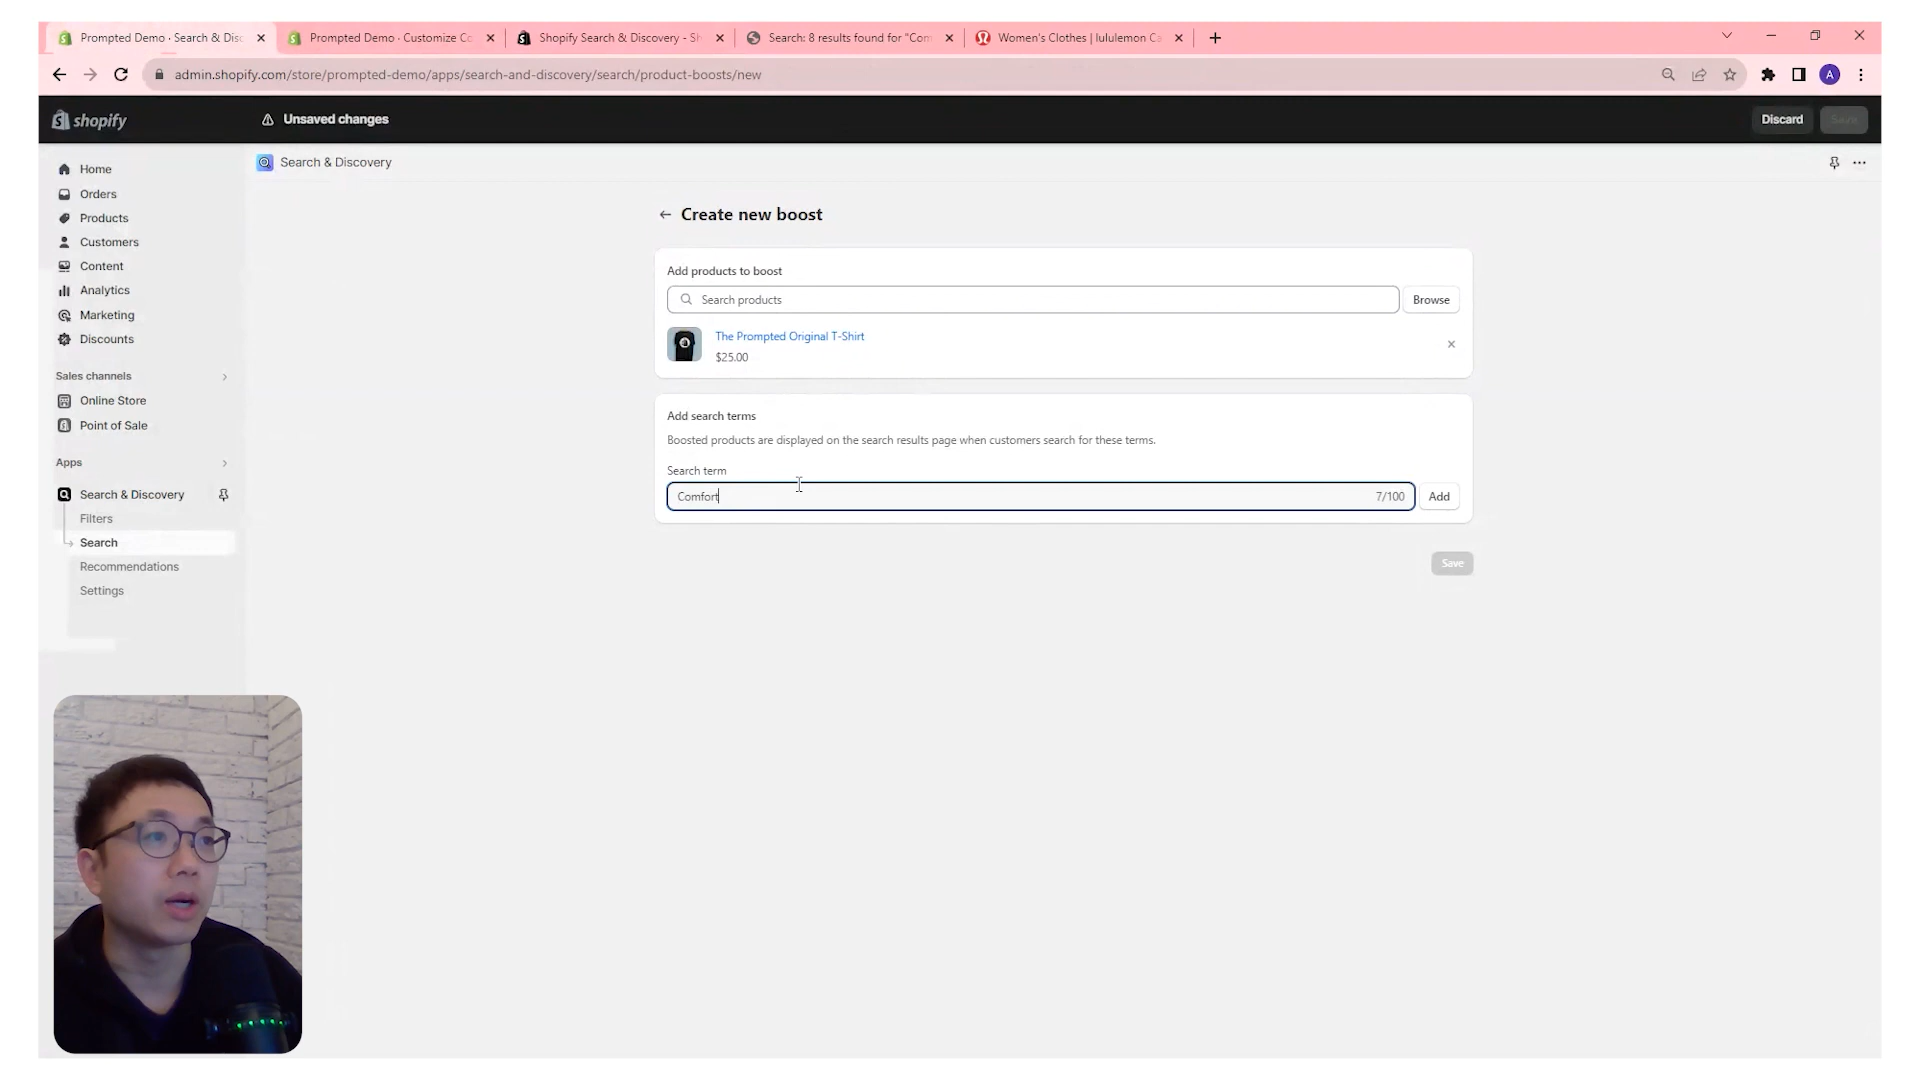 Prompted Demo · Search & Disc
Prompted Demo · Customize Co
Shopify Search & Discovery - Sh
Search: 8 results found for "Com
Women's Clothes | lululemon Ca
admin.shopify.com/store/prompted-demo/apps/search-and-discovery/search/product-boosts/new
A
shopify
Unsaved changes
Discard
Save
Search & Discovery
Home
Orders
Products
Customers
Content
Analytics
Marketing
Discounts
Sales channels
Online Store
Point of Sale
Apps
Search & Discovery
Filters
Search
Recommendations
Settings
Create new boost
Add products to boost
Search products
Browse
The Prompted Original T-Shirt
$25.00
Add search terms
Boosted products are displayed on the search results page when customers search for these terms.
Search term
Comfort
7/100
Add
Save